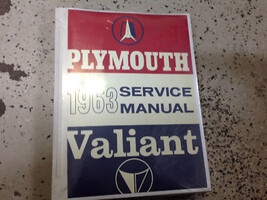 PLYMOUTH
1963 SERVICE
MANUAL
Valiant